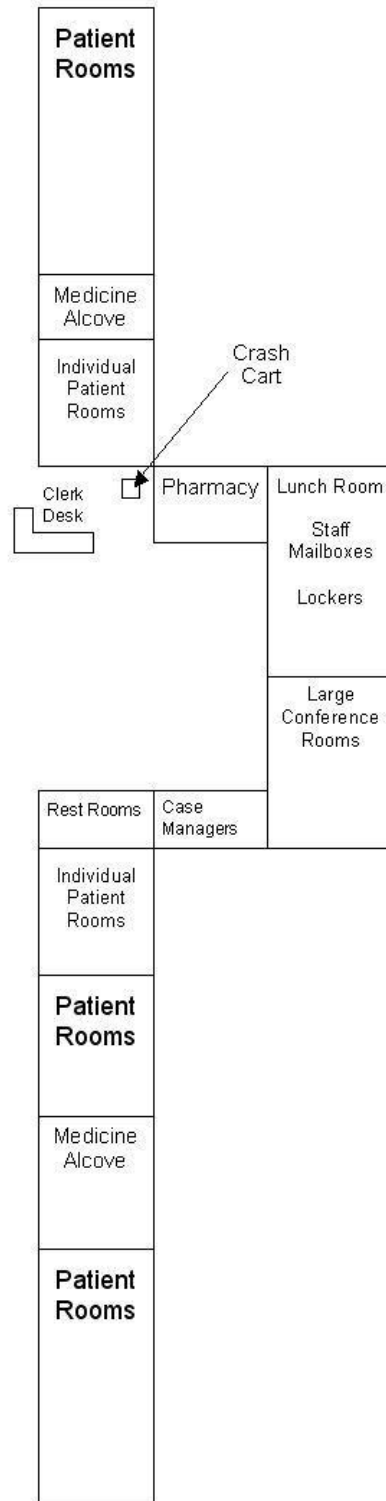 Patient
Rooms
Medicine
Alcove
Individual
Patient
Rooms
Crash
Cart
Clerk
Desk
Pharmacy
Lunch Room
Staff
Mailboxes
Lockers
Large
Conference
Rooms
Rest Rooms
Case
Managers
Individual
Patient
Rooms
Patient
Rooms
Medicine
Alcove
Patient
Rooms